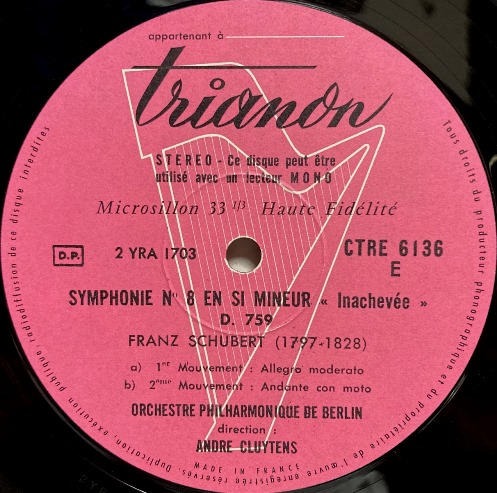 appartenant à
trianon
STEREO - Ce disque peut être
utilisé avec un lecteur MONO
Microsillon 33 1/3 Haute Fidélité
D.P.
2 YRA 1703
CTRE 6136
E
SYMPHONIE N° 8 EN SI MINEUR « Inachevée »
D. 759
FRANZ SCHUBERT (1797-1828)
a) 1er Mouvement : Allegro moderato
b) 2ème Mouvement : Andante con moto
ORCHESTRE PHILHARMONIQUE DE BERLIN
direction :
ANDRE CLUYTENS
MADE IN FRANCE
Tous droits du producteur phonographique et du propriétaire de l'œuvre enregistrée réservés. Duplication, exécution publique, radiodiffusion de ce disque interdites